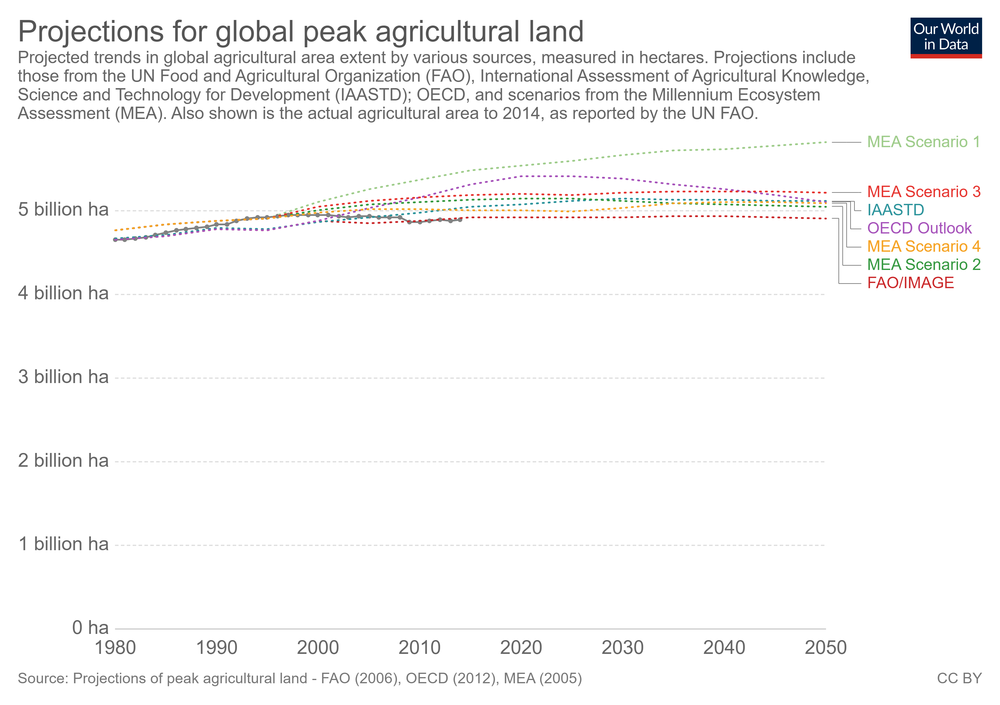 Projections for global peak agricultural land
Our World
in Data
Projected trends in global agricultural area extent by various sources, measured in hectares. Projections include
those from the UN Food and Agricultural Organization (FAO), International Assessment of Agricultural Knowledge,
Science and Technology for Development (IAASTD); OECD, and scenarios from the Millennium Ecosystem
Assessment (MEA). Also shown is the actual agricultural area to 2014, as reported by the UN FAO.
MEA Scenario 1
MEA Scenario 3
5 billion ha
IAASTD
OECD Outlook
MEA Scenario 4
MEA Scenario 2
FAO/IMAGE
4 billion ha
3 billion ha
2 billion ha
1 billion ha
0 ha
1980 1990 2000 2010 2020 2030 2040 2050
Source: Projections of peak agricultural land - FAO (2006), OECD (2012), MEA (2005)
CC BY